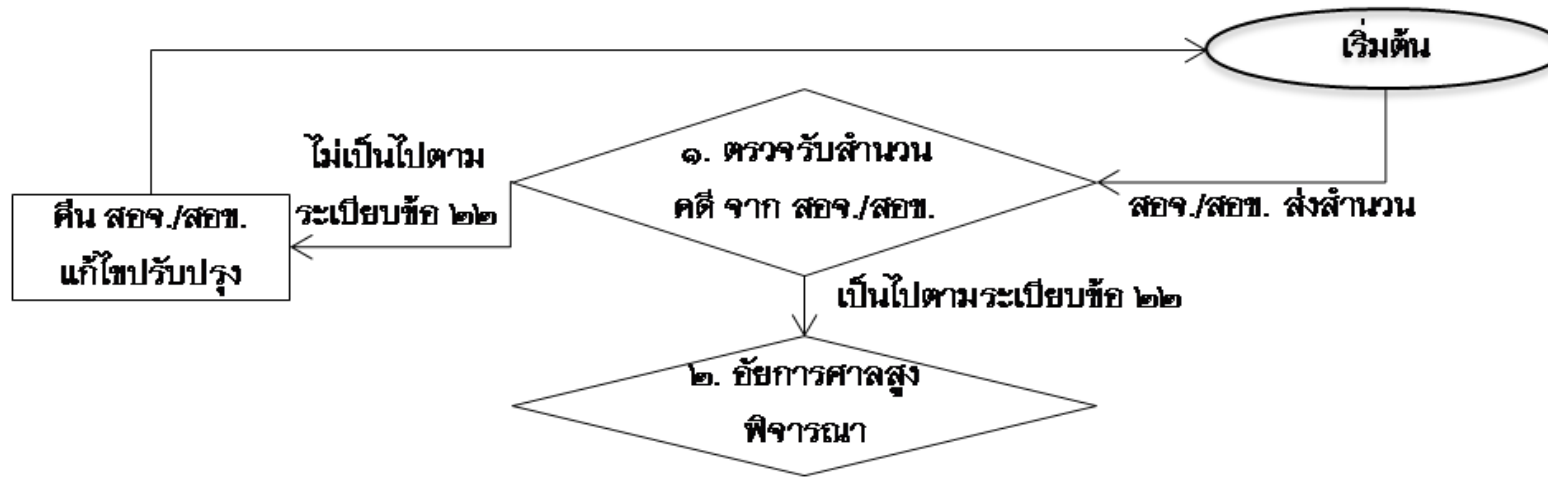 เริ่มต้น
๑. ตรวจรับสำนวน
คดี จาก สอจ./สอข.
สอจ./สอข. ส่งสำนวน
ไม่เป็นไปตาม
ระเบียบข้อ ๒๒
คืน สอจ./สอข.
แก้ไขปรับปรุง
เป็นไปตามระเบียบข้อ ๒๒
๒. อัยการศาลสูง
พิจารณา